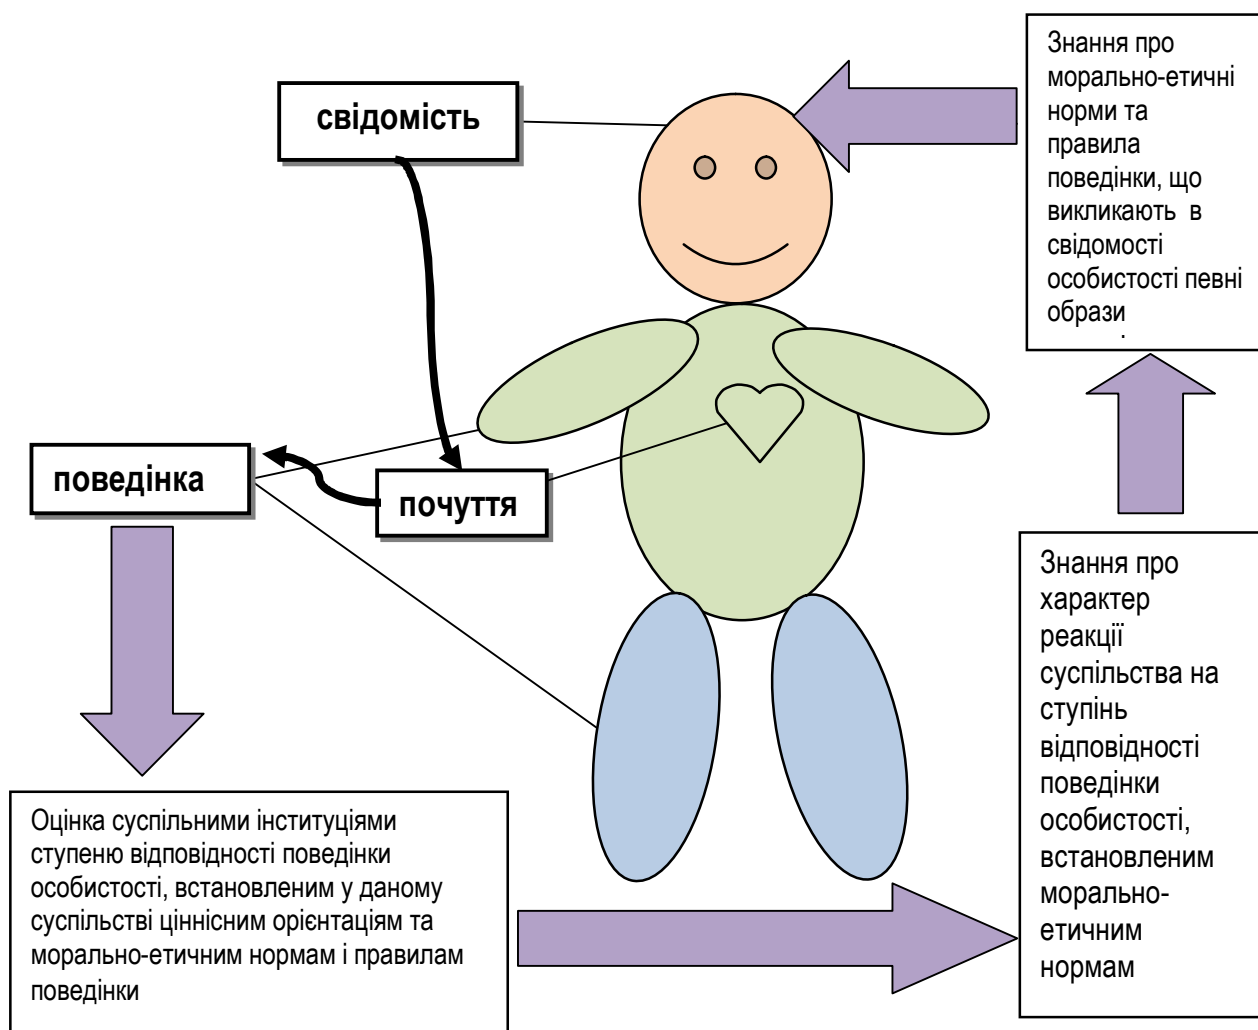 свідомість
Знання про
морально-етичні
норми та
правила
поведінки, що
викликають в
свідомості
особистості певні
образи
поведінка
почуття
Знання про
характер
реакції
суспільства на
ступінь
відповідності
поведінки
особистості,
встановленим
морально-
етичним
нормам
Оцінка суспільними інституціями
ступеню відповідності поведінки
особистості, встановленим у даному
суспільстві ціннісним орієнтаціям та
морально-етичним нормам і правилам
поведінки